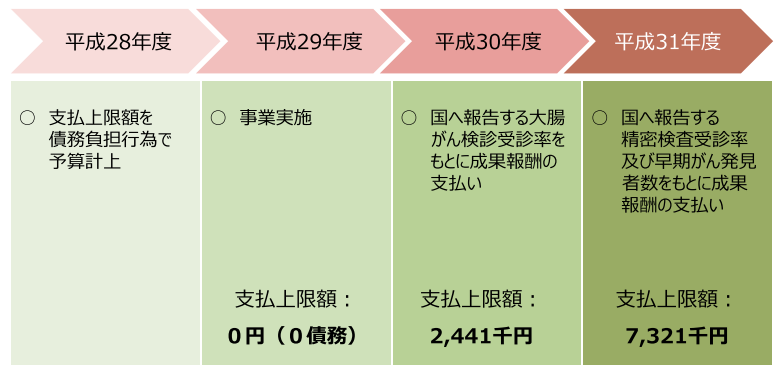 平成28年度
平成29年度
平成30年度
平成31年度
○ 支払上限額を
債務負担行為で
予算計上
○ 事業実施
支払上限額：
０円（０債務）
○ 国へ報告する大腸
がん検診受診率を
もとに成果報酬の
支払い
支払上限額：
2,441千円
○ 国へ報告する
精密検査受診率
及び早期がん発見
者数をもとに成果
報酬の支払い
支払上限額：
7,321千円